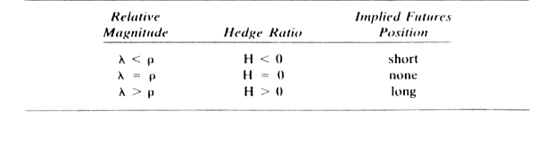 Relative Implied Futures
Magnitude Hedge Ratio Position
λ < ρ H < 0 short
λ = ρ H = 0 none
λ > ρ H > 0 long